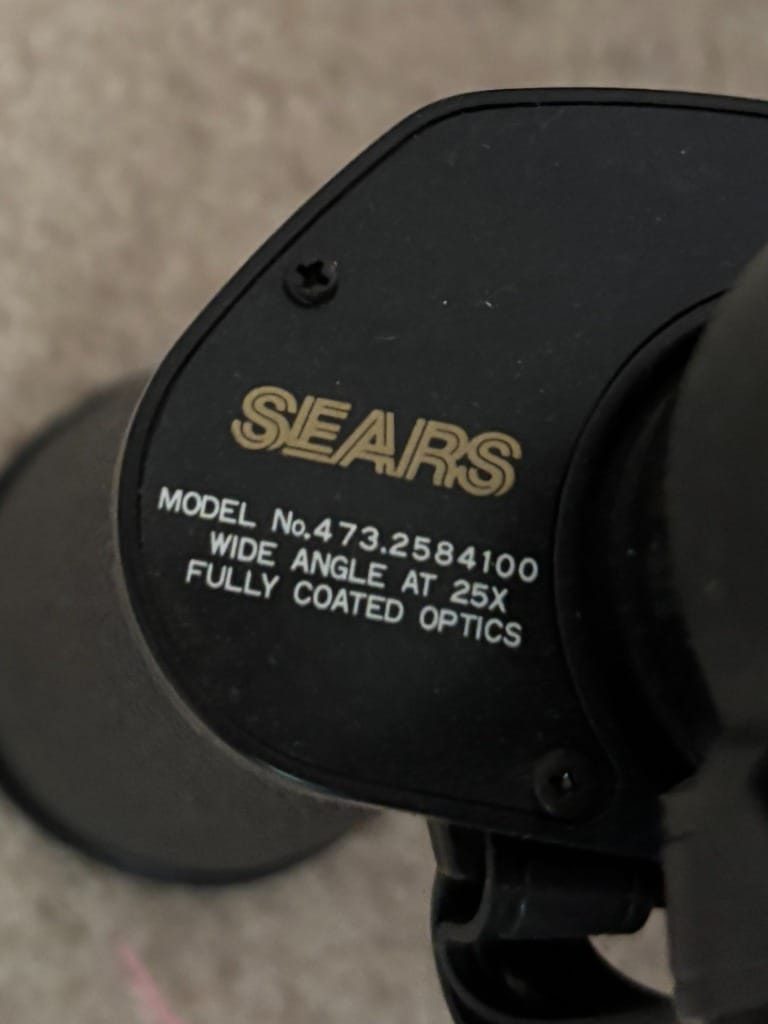 SEARS
MODEL No.473.2584100
WIDE ANGLE AT 25X
FULLY COATED OPTICS